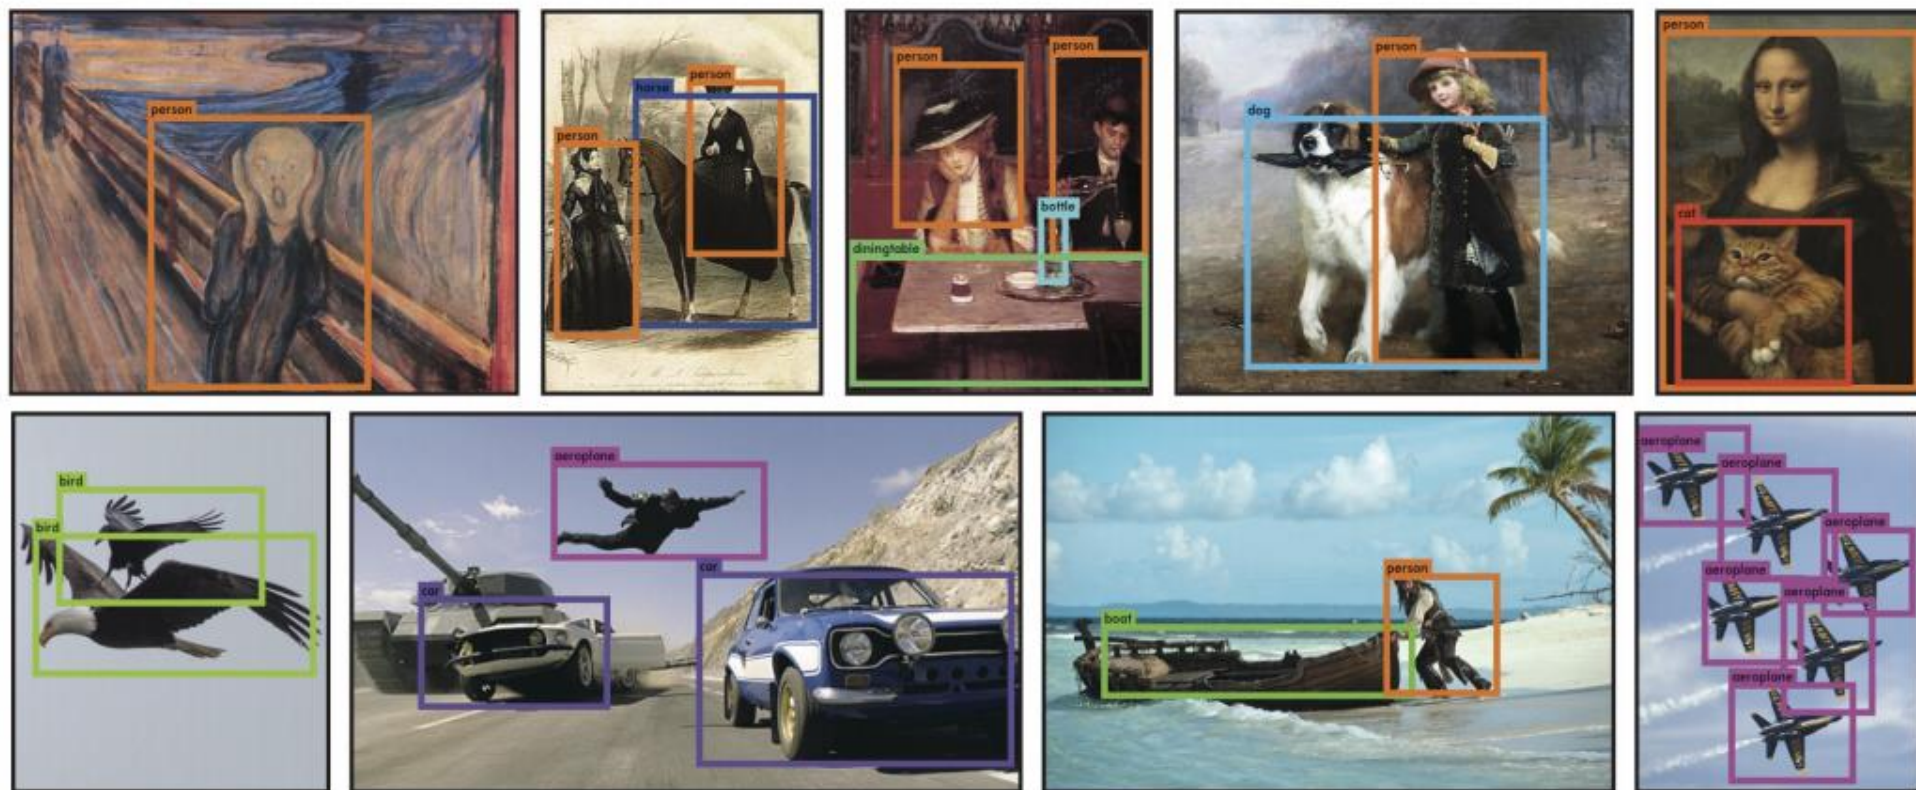 person
person
horse
person
person
person
bottle
diningtable
dog
person
person
cat
bird
bird
aeroplane
car
car
boat
person
aeroplane
aeroplane
aeroplane
aeroplane
aeroplane
aeroplane